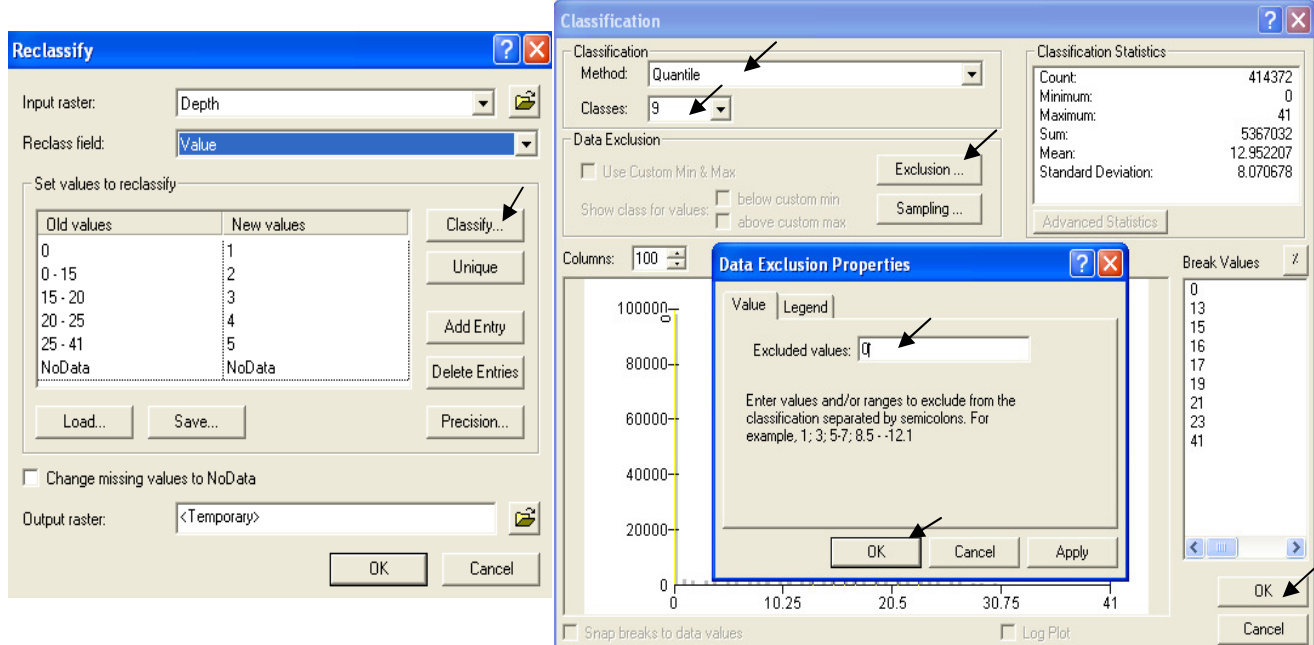 Reclassify
Input raster: Depth
Reclass field: Value
Set values to reclassify
Old values New values
0 1
0 - 15 2
15 - 20 3
20 - 25 4
25 - 41 5
NoData NoData
Classify...
Unique
Add Entry
Delete Entries
Load... Save... Precision...
Change missing values to NoData
Output raster: <Temporary>
OK Cancel
Classification
Classification
Method: Quantile
Classes: 9
Data Exclusion
Use Custom Min & Max
Exclusion ...
Show class for values: below custom min
above custom max
Sampling ...
Classification Statistics
Count: 414372
Minimum: 0
Maximum: 41
Sum: 5367032
Mean: 12.952207
Standard Deviation: 8.070678
Advanced Statistics
Columns: 100
100000
0
80000
60000
40000
20000
0
0 10.25 20.5 30.75 41
Data Exclusion Properties
Value Legend
Excluded values: 0
Enter values and/or ranges to exclude from the
classification separated by semicolons. For
example, 1; 3; 5-7; 8.5 - -12.1
OK Cancel Apply
Break Values %
0
13
15
16
17
19
21
23
41
OK
Cancel
Snap breaks to data values
Log Plot